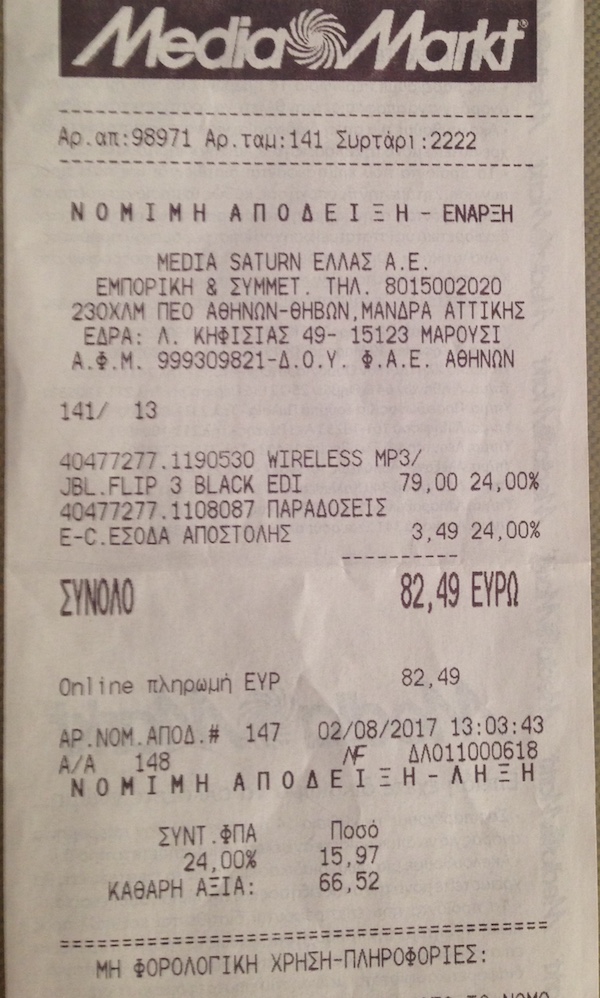 Media Markt
Αρ.απ:98971 Αρ.ταμ:141 Συρτάρι:2222
ΝΟΜΙΜΗ ΑΠΟΔΕΙΞΗ - ΕΝΑΡΞΗ
MEDIA SATURN ΕΛΛΑΣ Α.Ε.
ΕΜΠΟΡΙΚΗ & ΣΥΜΜΕΤ. ΤΗΛ. 8015002020
23ΟΧΛΜ ΠΕΟ ΑΘΗΝΩΝ-ΘΗΒΩΝ,ΜΑΝΔΡΑ ΑΤΤΙΚΗΣ
ΕΔΡΑ: Λ. ΚΗΦΙΣΙΑΣ 49- 15123 ΜΑΡΟΥΣΙ
Α.Φ.Μ. 999309821-Δ.Ο.Υ. Φ.Α.Ε. ΑΘΗΝΩΝ
141/ 13
40477277.1190530 WIRELESS MP3/
JBL.FLIP 3 BLACK EDI 79,00 24,00%
40477277.1108087 ΠΑΡΑΔΟΣΕΙΣ
E-C.ΕΣΟΔΑ ΑΠΟΣΤΟΛΗΣ 3,49 24,00%
ΣΥΝΟΛΟ 82,49 ΕΥΡΩ
Online πληρωμή ΕΥΡ 82,49
ΑΡ.ΝΟΜ.ΑΠΟΔ.# 147 02/08/2017 13:03:43
Α/Α 148 ΔΛ011000618
ΝΟΜΙΜΗ ΑΠΟΔΕΙΞΗ-ΛΗΞΗ
ΣΥΝΤ.ΦΠΑ Ποσό
24,00% 15,97
ΚΑΘΑΡΗ ΑΞΙΑ: 66,52
ΜΗ ΦΟΡΟΛΟΓΙΚΗ ΧΡΗΣΗ-ΠΛΗΡΟΦΟΡΙΕΣ: